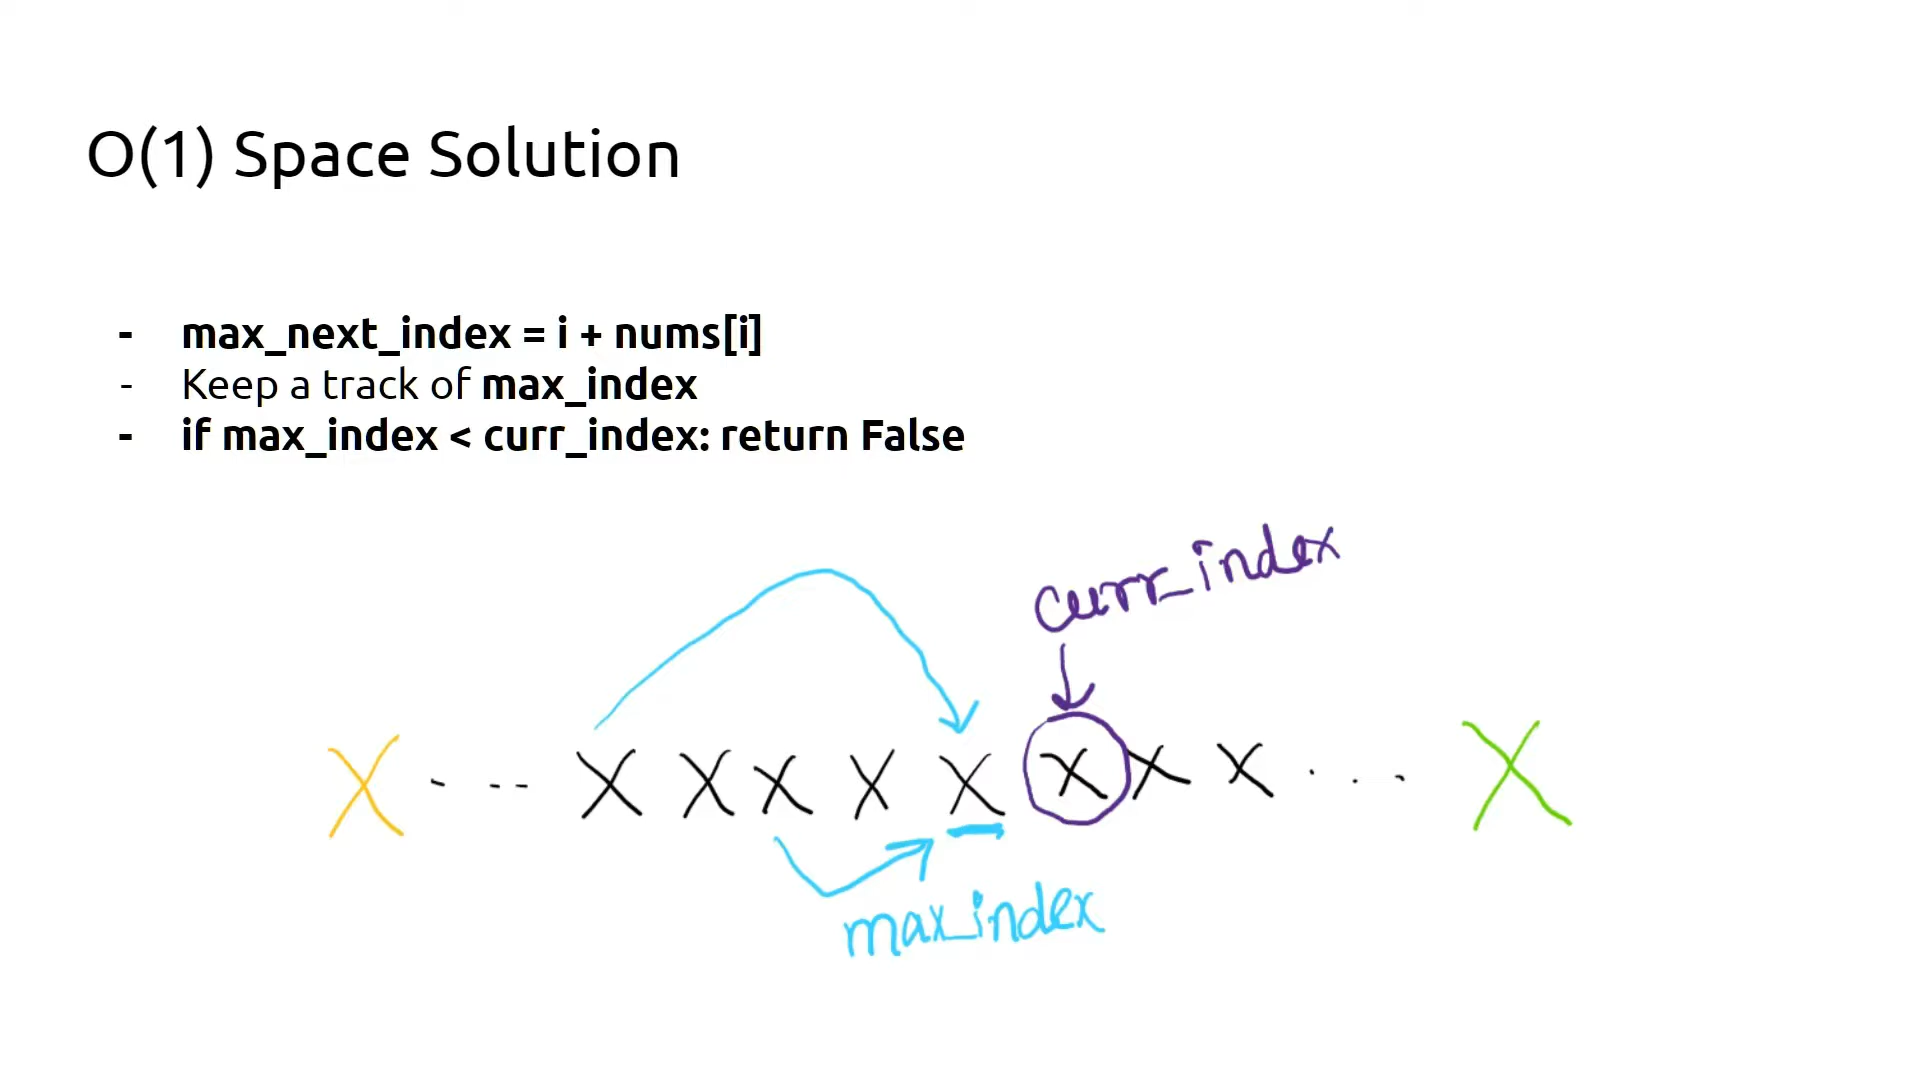 O(1) Space Solution
- max_next_index = i + nums[i]
- Keep a track of max_index
- if max_index < curr_index: return False
curr_index
X - -- X X X X X X X X . . . X
max_index